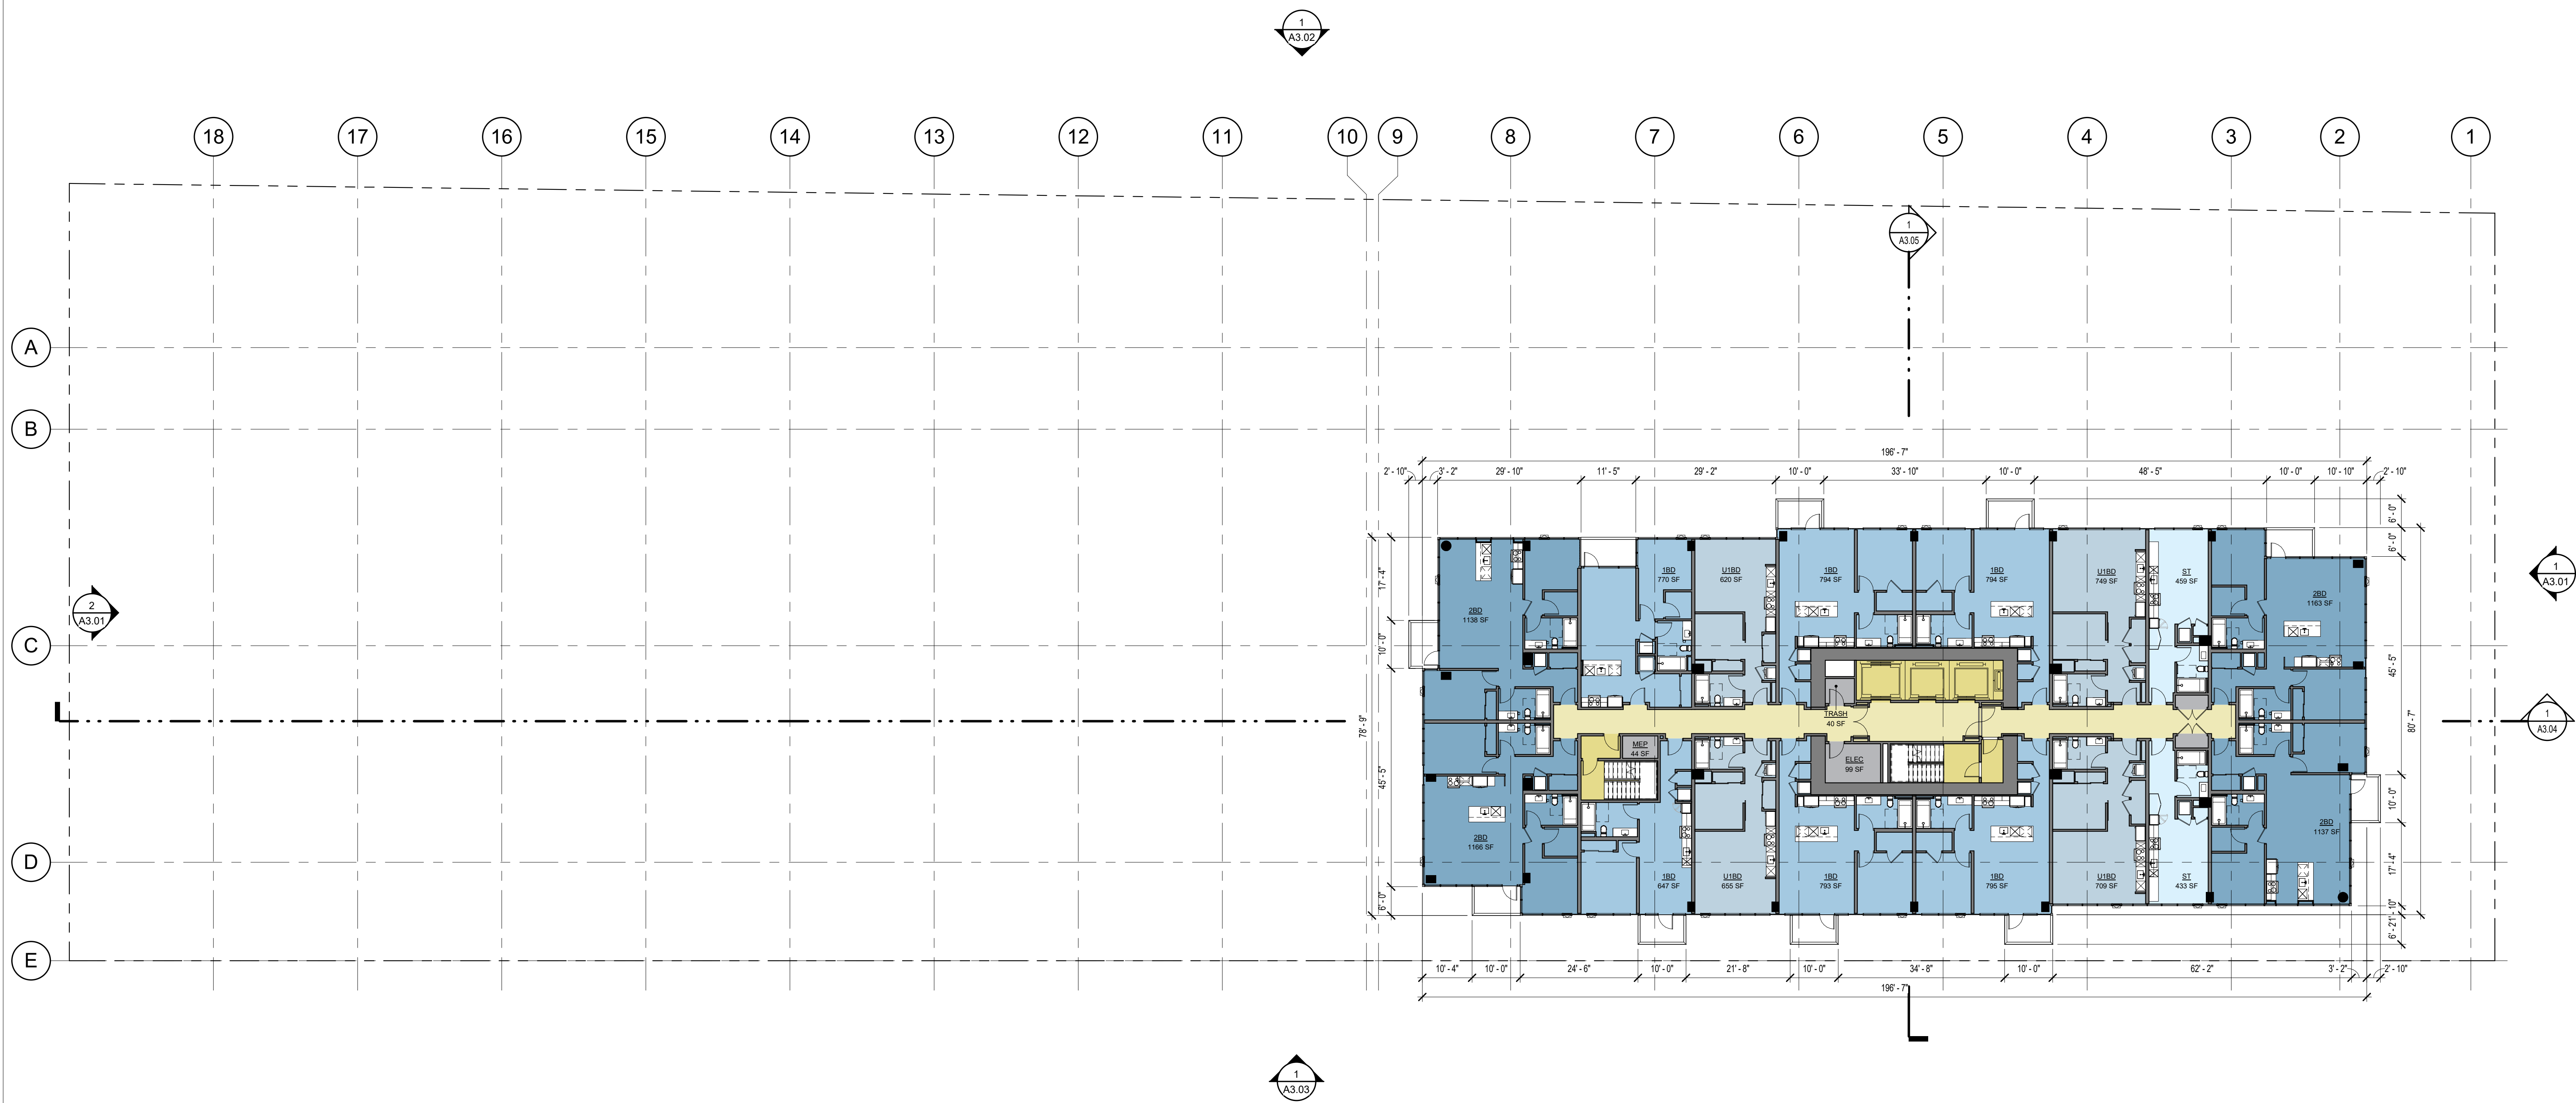 1
A3.02
18
17
16
15
14
13
12
11
10
9
8
7
6
5
4
3
2
1
1
A3.05
A
B
C
D
E
196' - 7"
2' - 10"
3' - 2"
29' - 10"
11' - 5"
29' - 2"
10' - 0"
33' - 10"
10' - 0"
48' - 5"
10' - 0"
10' - 10"
2' - 10"
6' - 0"
6' - 0"
45' - 5"
80' - 7"
10' - 0"
17' - 4"
17' - 4"
10' - 0"
78' - 9"
45' - 5"
6' - 0"
2
A3.01
1
A3.01
1
A3.04
2BD
1138 SF
1BD
770 SF
U1BD
620 SF
1BD
794 SF
1BD
794 SF
U1BD
749 SF
ST
459 SF
2BD
1163 SF
TRASH
40 SF
MEP
44 SF
ELEC
99 SF
2BD
1166 SF
1BD
647 SF
U1BD
655 SF
1BD
793 SF
1BD
795 SF
U1BD
709 SF
ST
433 SF
2BD
1137 SF
10' - 4"
10' - 0"
24' - 6"
10' - 0"
21' - 8"
10' - 0"
34' - 8"
10' - 0"
62' - 2"
3' - 2"
2' - 10"
196' - 7"
1
A3.03